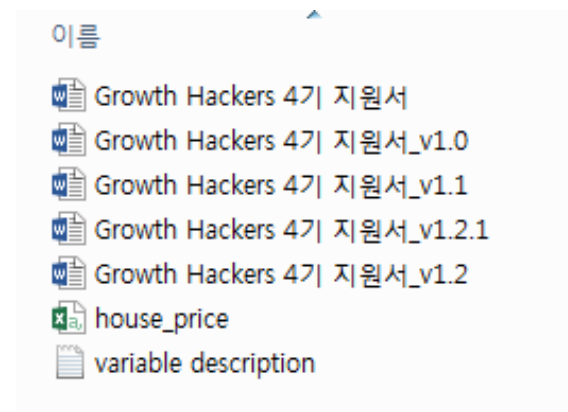 이름
Growth Hackers 4기 지원서
Growth Hackers 4기 지원서_v1.0
Growth Hackers 4기 지원서_v1.1
Growth Hackers 4기 지원서_v1.2.1
Growth Hackers 4기 지원서_v1.2
house_price
variable description